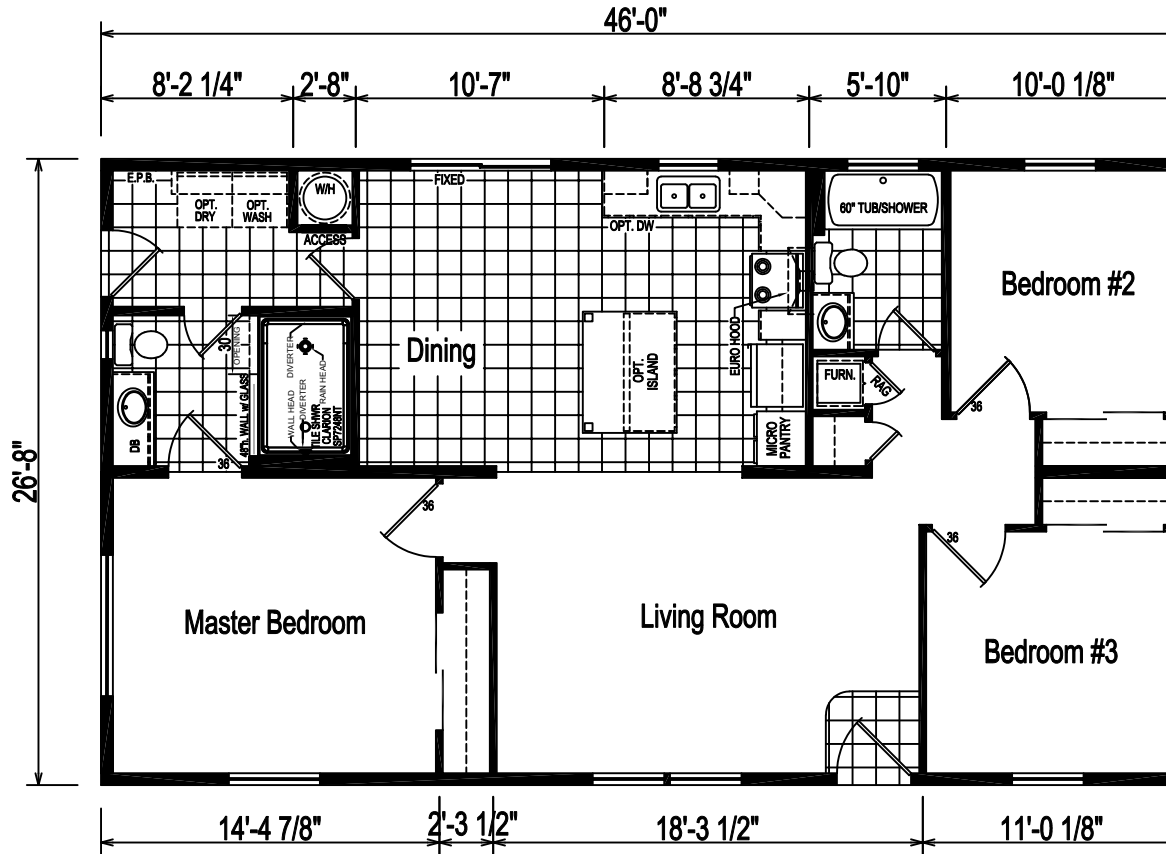 46'-0"
8'-2 1/4"
2'-8"
10'-7"
8'-8 3/4"
5'-10"
10'-0 1/8"
E.P.B.
OPT.
DRY
OPT.
WASH
W/H
ACCESS
FIXED
OPT. DW
60" TUB/SHOWER
Bedroom #2
30"
OPENING
48"h. WALL w/ GLASS
DIVERTER
RAIN HEAD
WALL HEAD
DIVERTER
TILE SHWR
CLARION
SP7248NT
Dining
OPT.
ISLAND
EURO HOOD
FURN.
RAG
36
MICRO
PANTRY
DB
36
26'-8"
36
36
Master Bedroom
Living Room
Bedroom #3
14'-4 7/8"
2'-3 1/2"
18'-3 1/2"
11'-0 1/8"